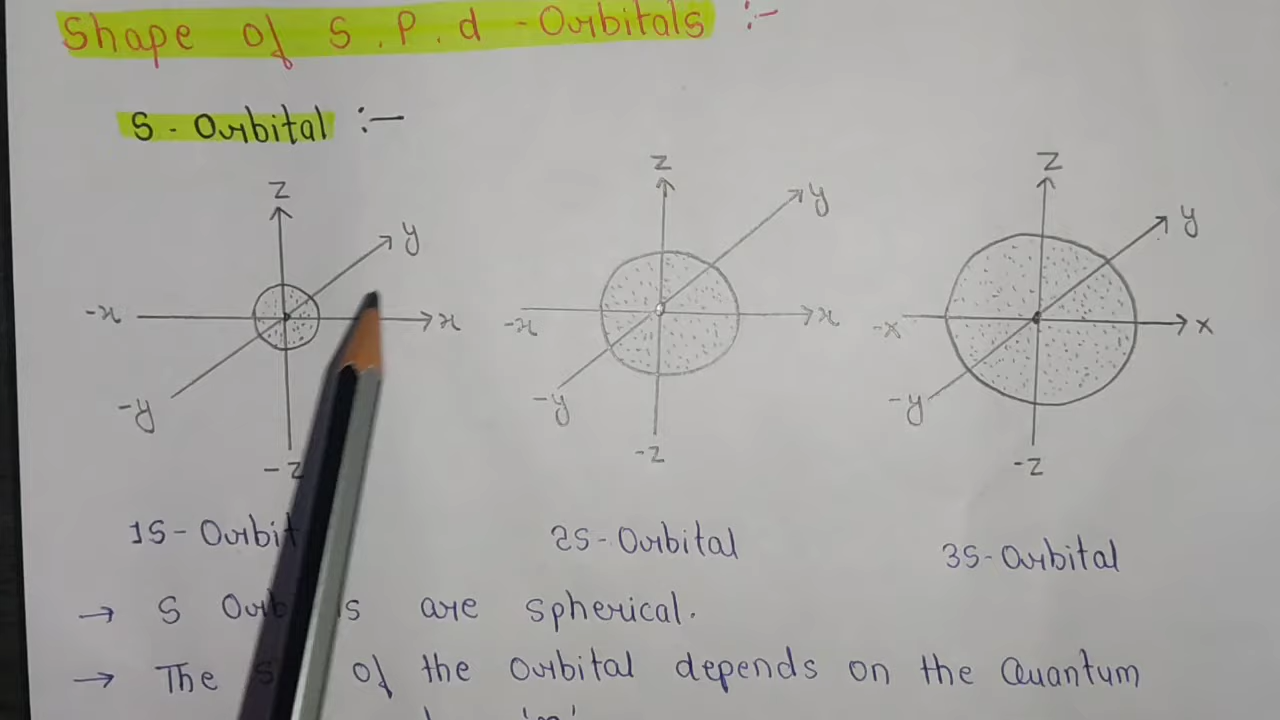 Shape Of S.P.d - Orbitals :-
S - Orbital :-
Z
Z
Z
y
y
y
-x
x
-x
x
-x
x
-y
-y
-y
-Z
-Z
-Z
1S - Orbit
2S - Orbital
3S - Orbital
→ S are spherical.
→ The of the Orbital depends on the Quantum